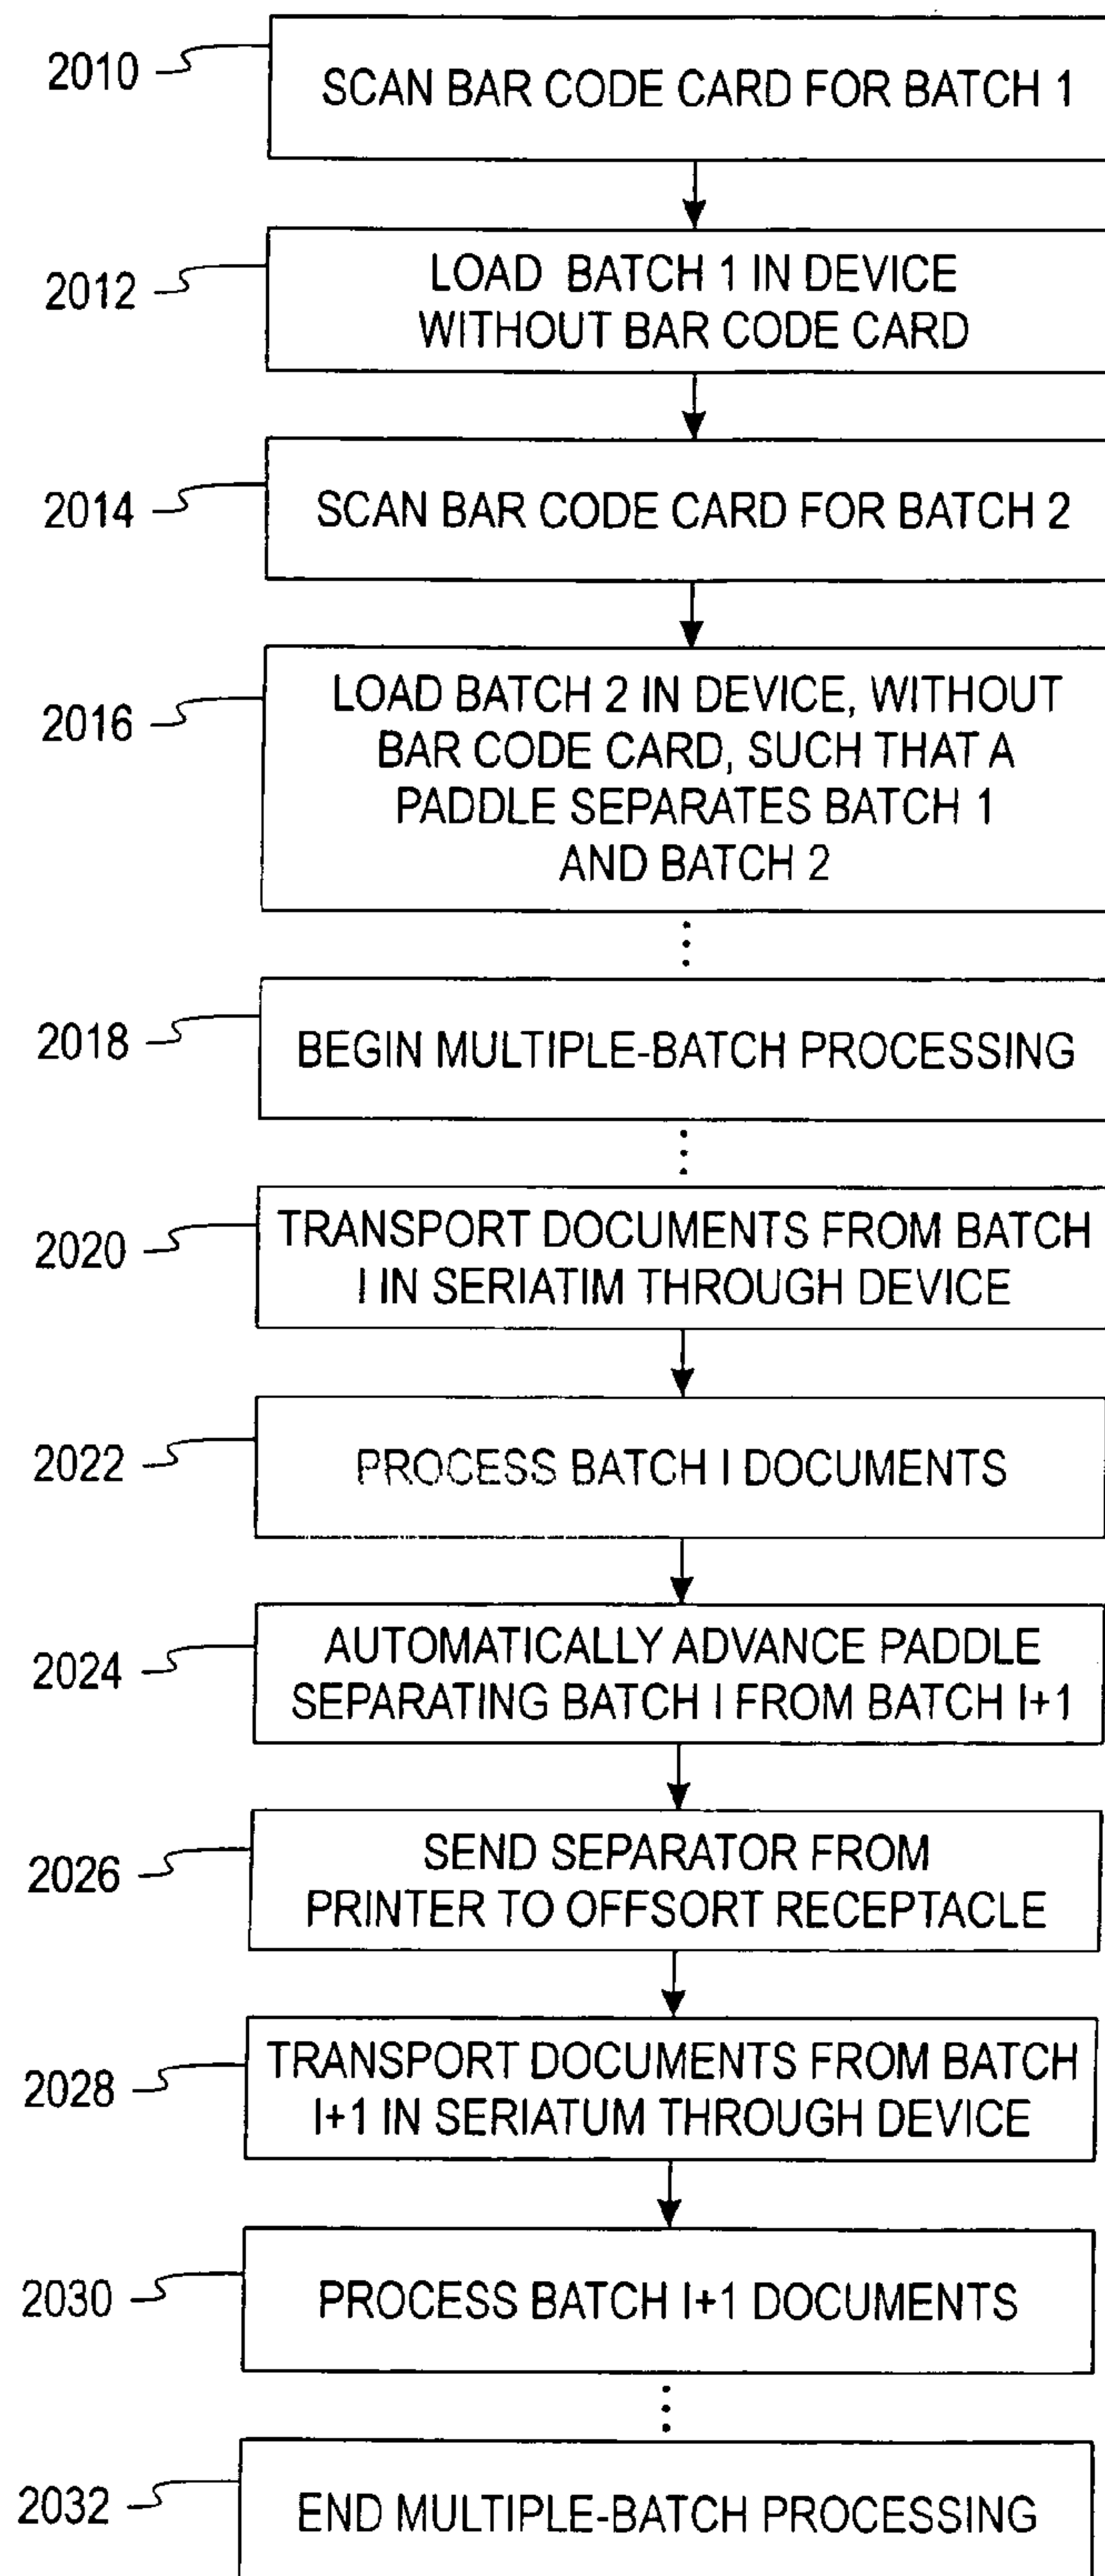 2010
SCAN BAR CODE CARD FOR BATCH 1
2012
LOAD BATCH 1 IN DEVICE
WITHOUT BAR CODE CARD
2014
SCAN BAR CODE CARD FOR BATCH 2
2016
LOAD BATCH 2 IN DEVICE, WITHOUT
BAR CODE CARD, SUCH THAT A
PADDLE SEPARATES BATCH 1
AND BATCH 2
2018
BEGIN MULTIPLE-BATCH PROCESSING
2020
TRANSPORT DOCUMENTS FROM BATCH
I IN SERIATIM THROUGH DEVICE
2022
PROCESS BATCH I DOCUMENTS
2024
AUTOMATICALLY ADVANCE PADDLE
SEPARATING BATCH I FROM BATCH I+1
2026
SEND SEPARATOR FROM
PRINTER TO OFFSORT RECEPTACLE
2028
TRANSPORT DOCUMENTS FROM BATCH
I+1 IN SERIATUM THROUGH DEVICE
2030
PROCESS BATCH I+1 DOCUMENTS
2032
END MULTIPLE-BATCH PROCESSING